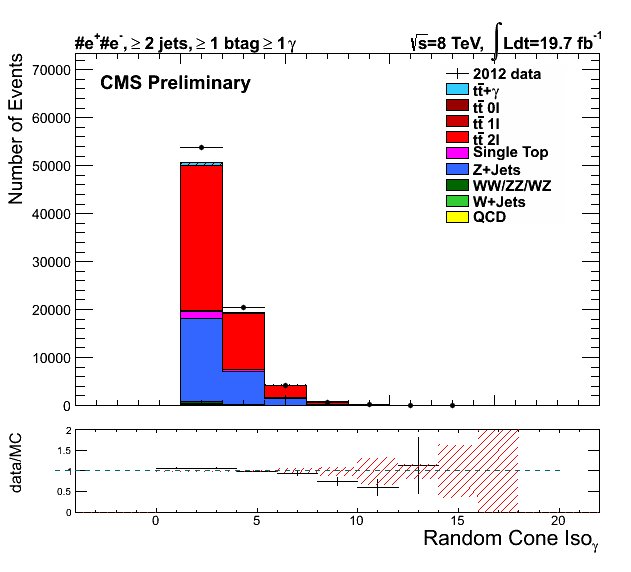 #e+#e-, ≥ 2 jets, ≥ 1 btag ≥ 1γ √s=8 TeV, ∫Ldt=19.7 fb-1
CMS Preliminary
2012 data
tt̄+γ
tt̄ 0l
tt̄ 1l
tt̄ 2l
Single Top
Z+Jets
WW/ZZ/WZ
W+Jets
QCD
Number of Events
70000
60000
50000
40000
30000
20000
10000
0
data/MC
2
1.5
1
0.5
0
0 5 10 15 20
Random Cone Isoγ